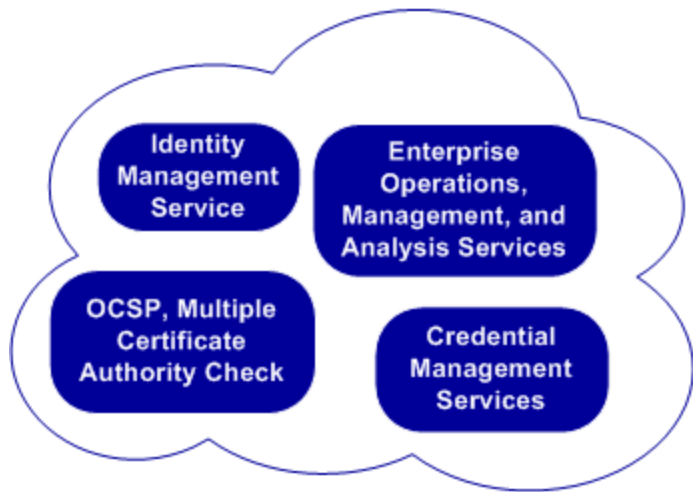 Identity
Management
Service
Enterprise
Operations,
Management, and
Analysis Services
OCSP, Multiple
Certificate
Authority Check
Credential
Management
Services